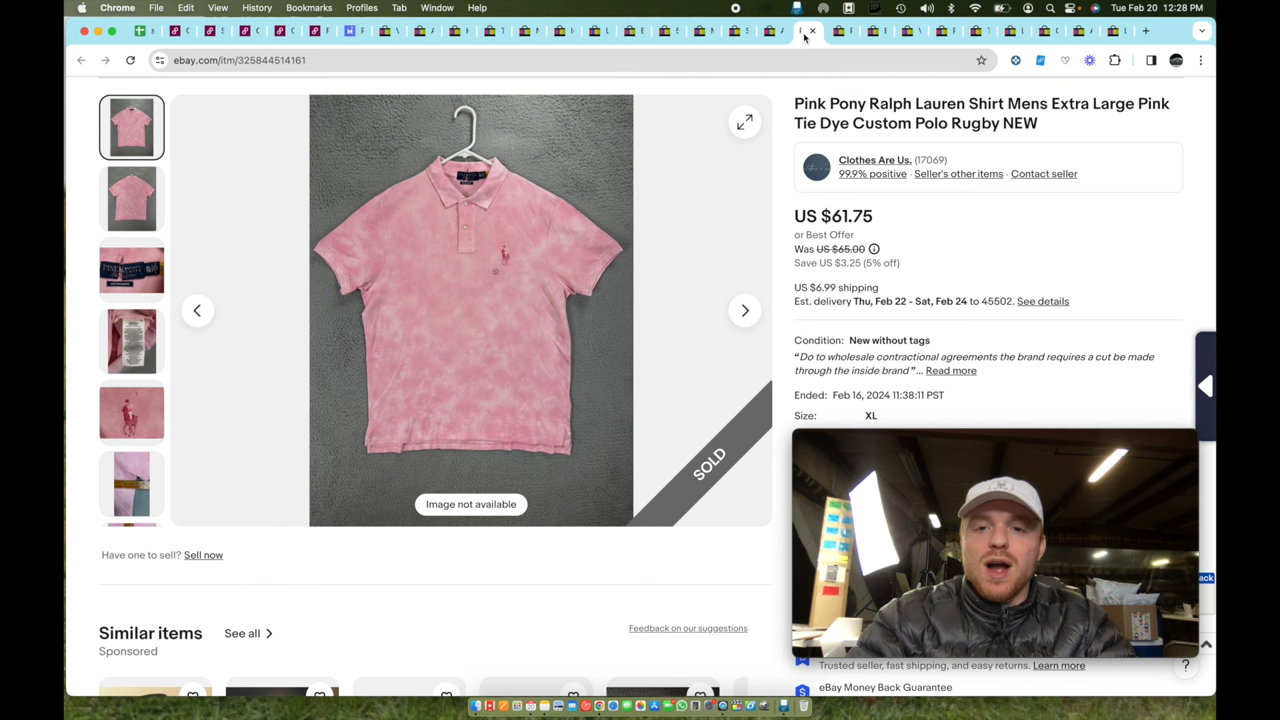 Chrome File Edit View History Bookmarks Profiles Tab Window Help Tue Feb 20 12:28 PM
ebay.com/itm/325844514161
Pink Pony Ralph Lauren Shirt Mens Extra Large Pink
Tie Dye Custom Polo Rugby NEW
Clothes Are Us. (17069)
99.9% positive · Seller's other items · Contact seller
US $61.75
or Best Offer
Was US $65.00
Save US $3.25 (5% off)
US $6.99 shipping
Est. delivery Thu, Feb 22 - Sat, Feb 24 to 45502. See details
Condition: New without tags
“Do to wholesale contractional agreements the brand requires a cut be made
through the inside brand”... Read more
Ended: Feb 16, 2024 11:38:11 PST
Size: XL
SOLD
Image not available
Have one to sell? Sell now
Similar items See all
Feedback on our suggestions
Sponsored
ack
Trusted seller, fast shipping, and easy returns. Learn more
eBay Money Back Guarantee